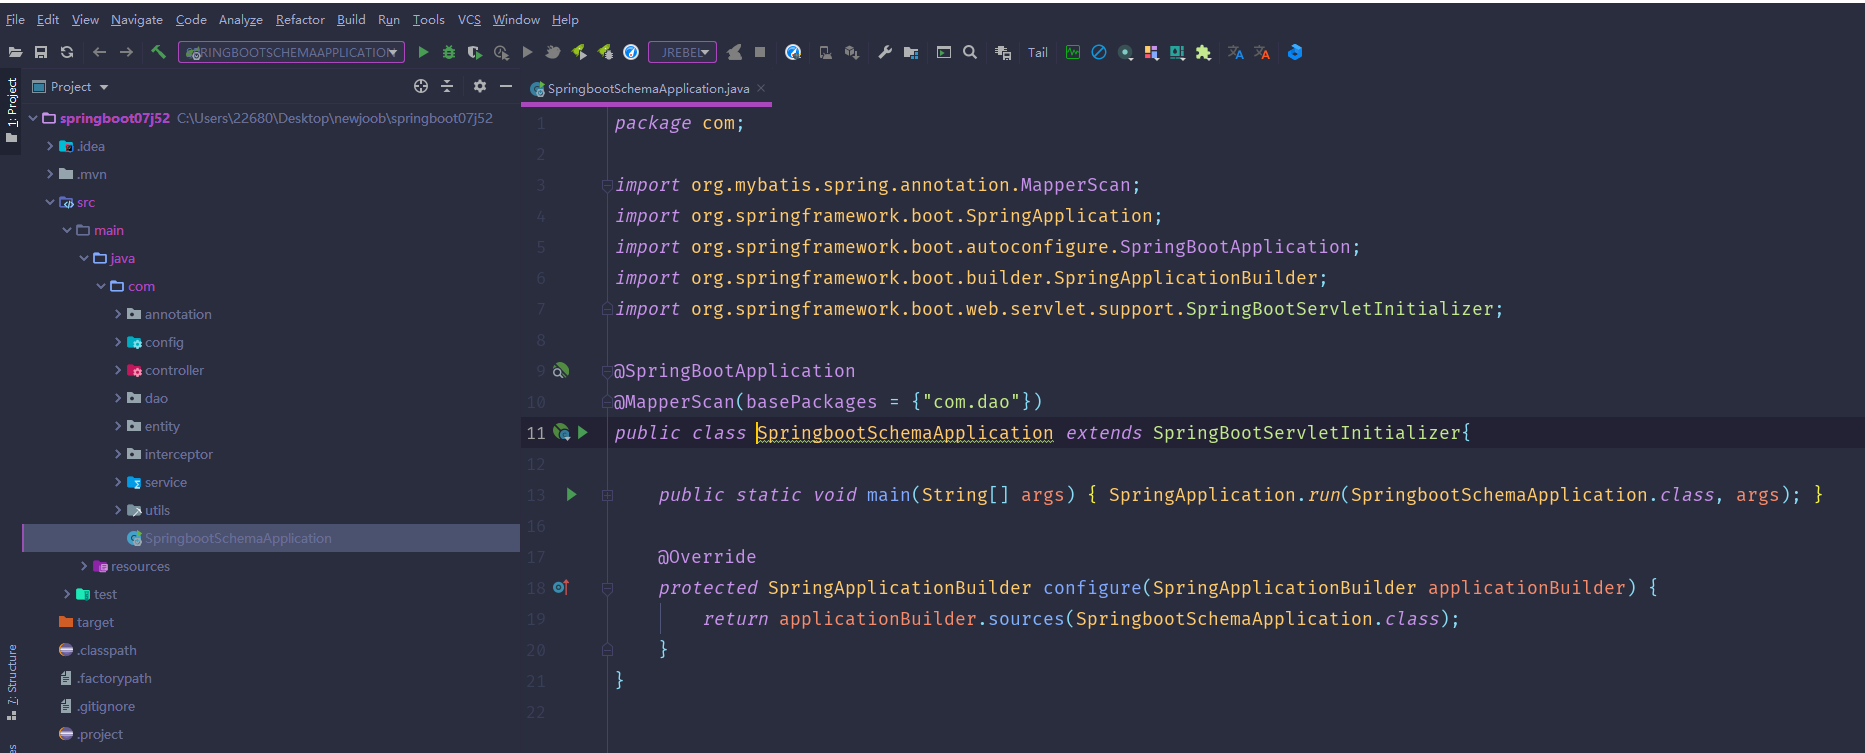 File Edit View Navigate Code Analyze Refactor Build Run Tools VCS Window Help
SPRINGBOOTSCHEMAAPPLICATION JREBEL Tail
1: Project
Project
SpringbootSchemaApplication.java
springboot07j52 C:\Users\22680\Desktop\newjoob\springboot07j52
.idea
.mvn
src
main
java
com
annotation
config
controller
dao
entity
interceptor
service
utils
SpringbootSchemaApplication
resources
test
target
.classpath
.factorypath
.gitignore
.project
7: Structure
1 package com;
2
3 import org.mybatis.spring.annotation.MapperScan;
4 import org.springframework.boot.SpringApplication;
5 import org.springframework.boot.autoconfigure.SpringBootApplication;
6 import org.springframework.boot.builder.SpringApplicationBuilder;
7 import org.springframework.boot.web.servlet.support.SpringBootServletInitializer;
8
9 @SpringBootApplication
10 @MapperScan(basePackages = {"com.dao"})
11 public class SpringbootSchemaApplication extends SpringBootServletInitializer{
12
13 public static void main(String[] args) { SpringApplication.run(SpringbootSchemaApplication.class, args); }
16
17 @Override
18 protected SpringApplicationBuilder configure(SpringApplicationBuilder applicationBuilder) {
19 return applicationBuilder.sources(SpringbootSchemaApplication.class);
20 }
21 }
22